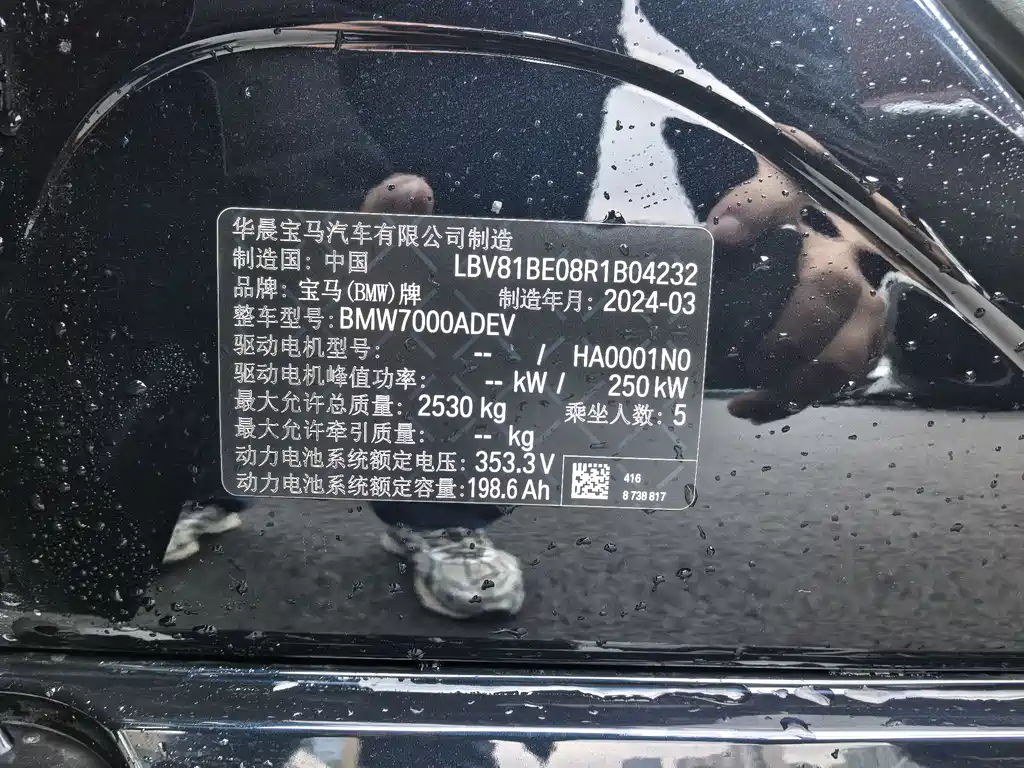 华晨宝马汽车有限公司制造
制造国: 中国 LBV81BE08R1B04232
品牌: 宝马(BMW)牌 制造年月: 2024-03
整车型号:BMW7000ADEV
驱动电机型号: -- / HA0001N0
驱动电机峰值功率: -- kW / 250 kW
最大允许总质量: 2530 kg 乘坐人数: 5
最大允许牵引质量: -- kg
动力电池系统额定电压: 353.3 V
动力电池系统额定容量:198.6 Ah
416
8 738 817